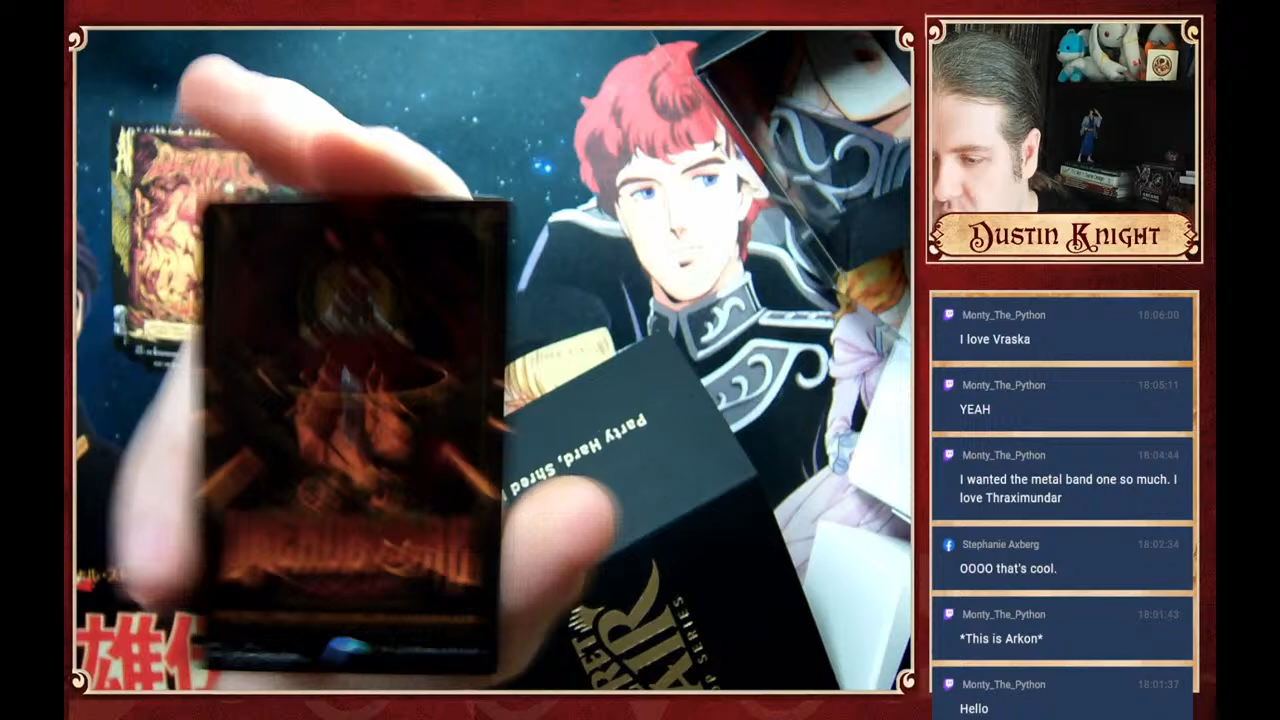 DUSTIN KNIGHT
Party Hard, Shred
SERIES
Monty_The_Python 18:06:00
I love Vraska
Monty_The_Python 18:05:11
YEAH
Monty_The_Python 18:04:44
I wanted the metal band one so much. I
love Thraximundar
Stephanie Axberg 18:02:34
OOOO that's cool.
Monty_The_Python 18:01:43
*This is Arkon*
Monty_The_Python 18:01:37
Hello